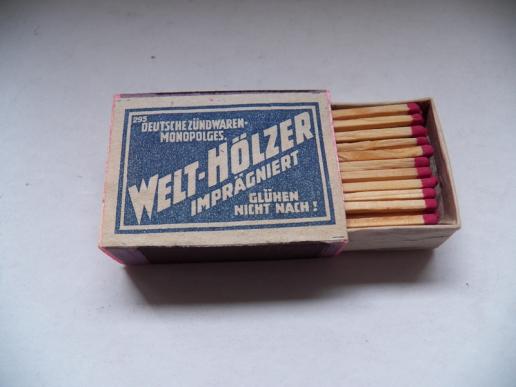 295
DEUTSCHE ZÜNDWAREN-
MONOPOLGES.
WELT-HÖLZER
IMPRÄGNIERT
GLÜHEN
NICHT NACH!